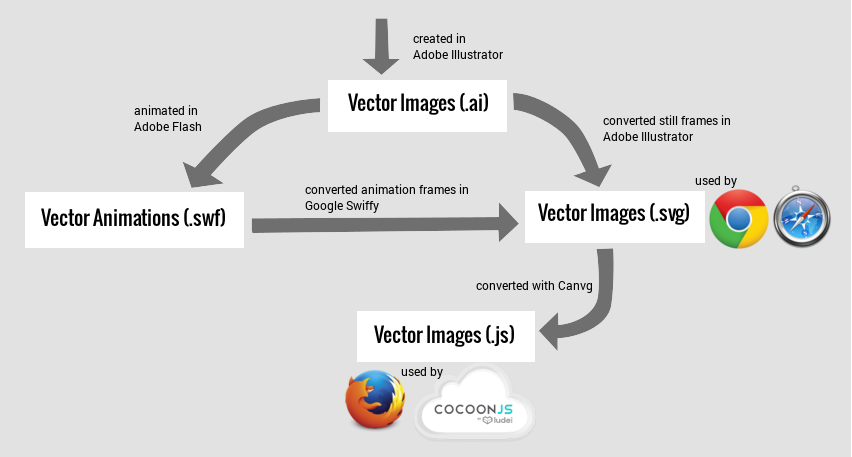 created in
Adobe Illustrator
Vector Images (.ai)
animated in
Adobe Flash
converted still frames in
Adobe Illustrator
used by
converted animation frames in
Google Swiffy
Vector Animations (.swf)
Vector Images (.svg)
converted with Canvg
Vector Images (.js)
used by
COCOONJS
by ludei